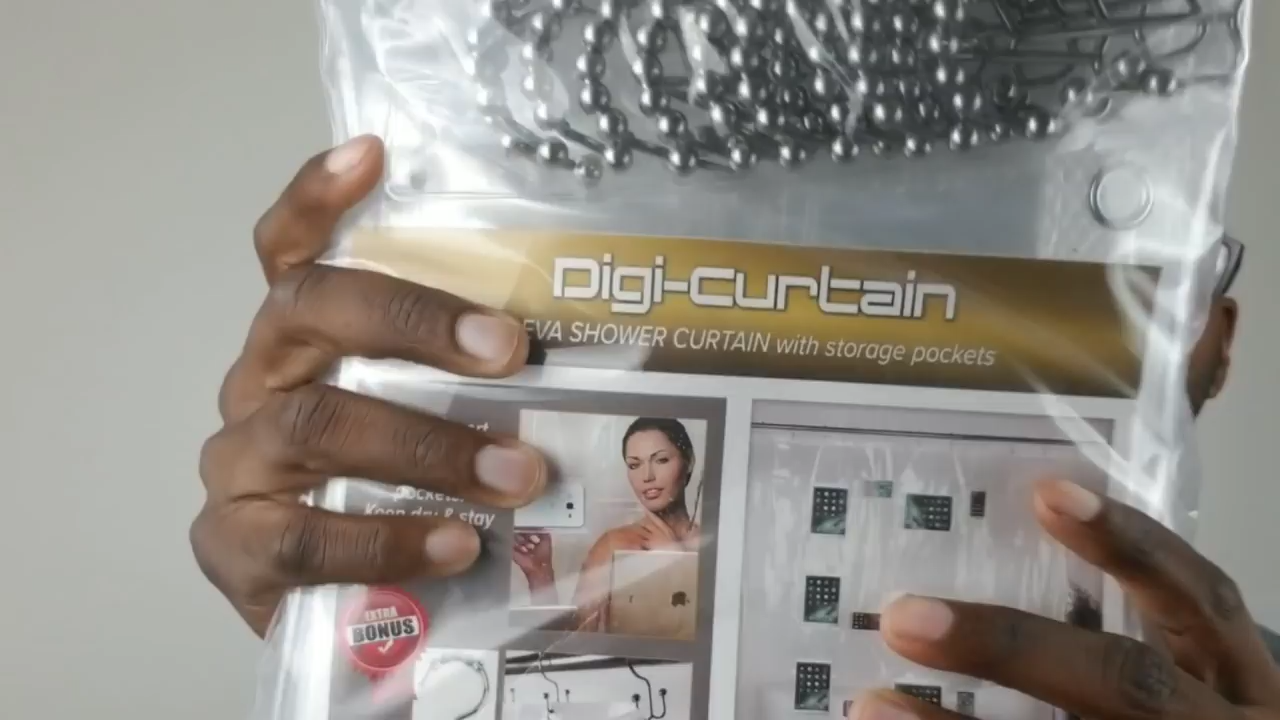 Digi-Curtain
EVA SHOWER CURTAIN with storage pockets
pockets.
Keep dry & stay
EXTRA
BONUS